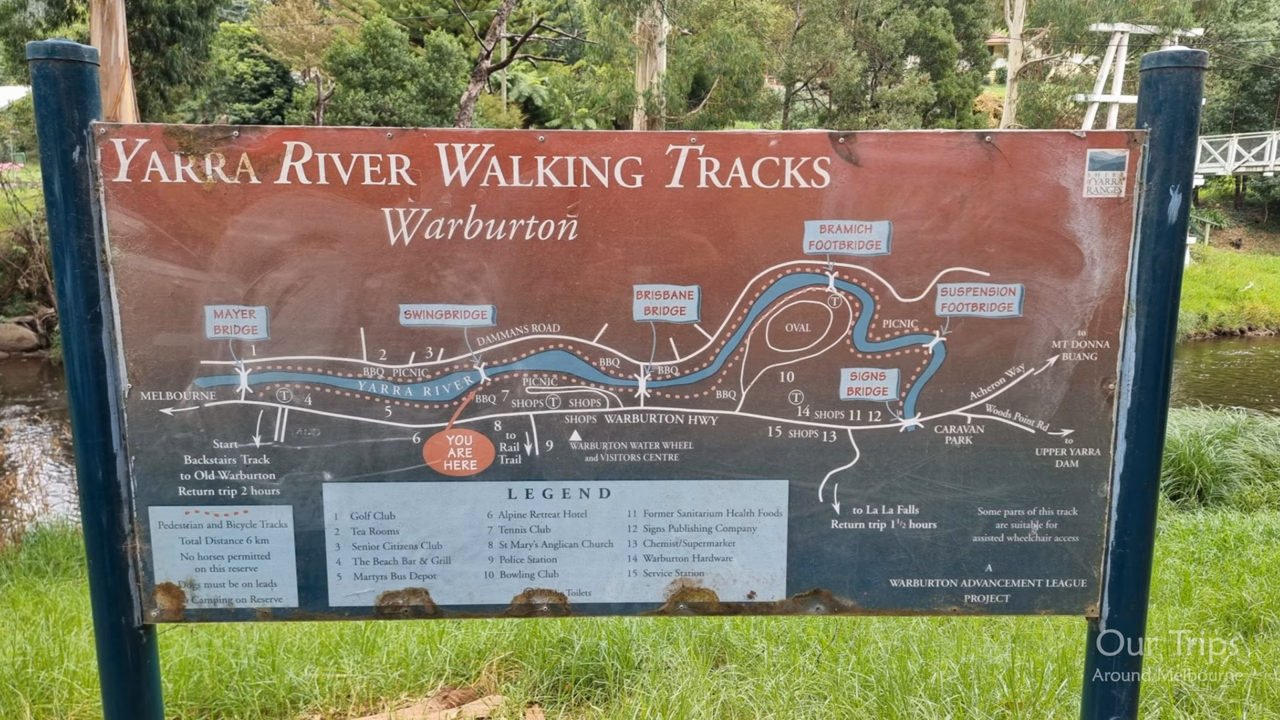 YARRA RIVER WALKING TRACKS
Warburton
SHIRE
of YARRA
RANGES
BRAMICH
FOOTBRIDGE
SUSPENSION
FOOTBRIDGE
BRISBANE
BRIDGE
SWINGBRIDGE
MAYER
BRIDGE
SIGNS
BRIDGE
DAMMANS ROAD
OVAL
T
PICNIC
1
2
3
BBQ PICNIC
BBQ
BBQ
YARRA RIVER
to
MT DONNA
BUANG
MELBOURNE
T
4
5
6
BBQ
7
PICNIC
SHOPS T SHOPS
SHOPS
WARBURTON HWY
BBQ
10
T
14 SHOPS 11 12
15 SHOPS 13
Acheron Way
Woods Point Rd
CARAVAN
PARK
to
UPPER YARRA
DAM
YOU
ARE
HERE
8
to
Rail
Trail
9
WARBURTON WATER WHEEL
and VISITORS CENTRE
Start
Backstairs Track
to Old Warburton
Return trip 2 hours
to La La Falls
Return trip 1½ hours
Some parts of this track
are suitable for
assisted wheelchair access
A
WARBURTON ADVANCEMENT LEAGUE
PROJECT
Pedestrian and Bicycle Tracks
Total Distance 6 km
No horses permitted
on this reserve
must be on leads
Camping on Reserve
LEGEND
1 Golf Club
2 Tea Rooms
3 Senior Citizens Club
4 The Beach Bar & Grill
5 Martyrs Bus Depot
6 Alpine Retreat Hotel
7 Tennis Club
8 St Mary's Anglican Church
9 Police Station
10 Bowling Club
Toilets
11 Former Sanitarium Health Foods
12 Signs Publishing Company
13 Chemist/Supermarket
14 Warburton Hardware
15 Service Station
Our Trips
Around Melbourne